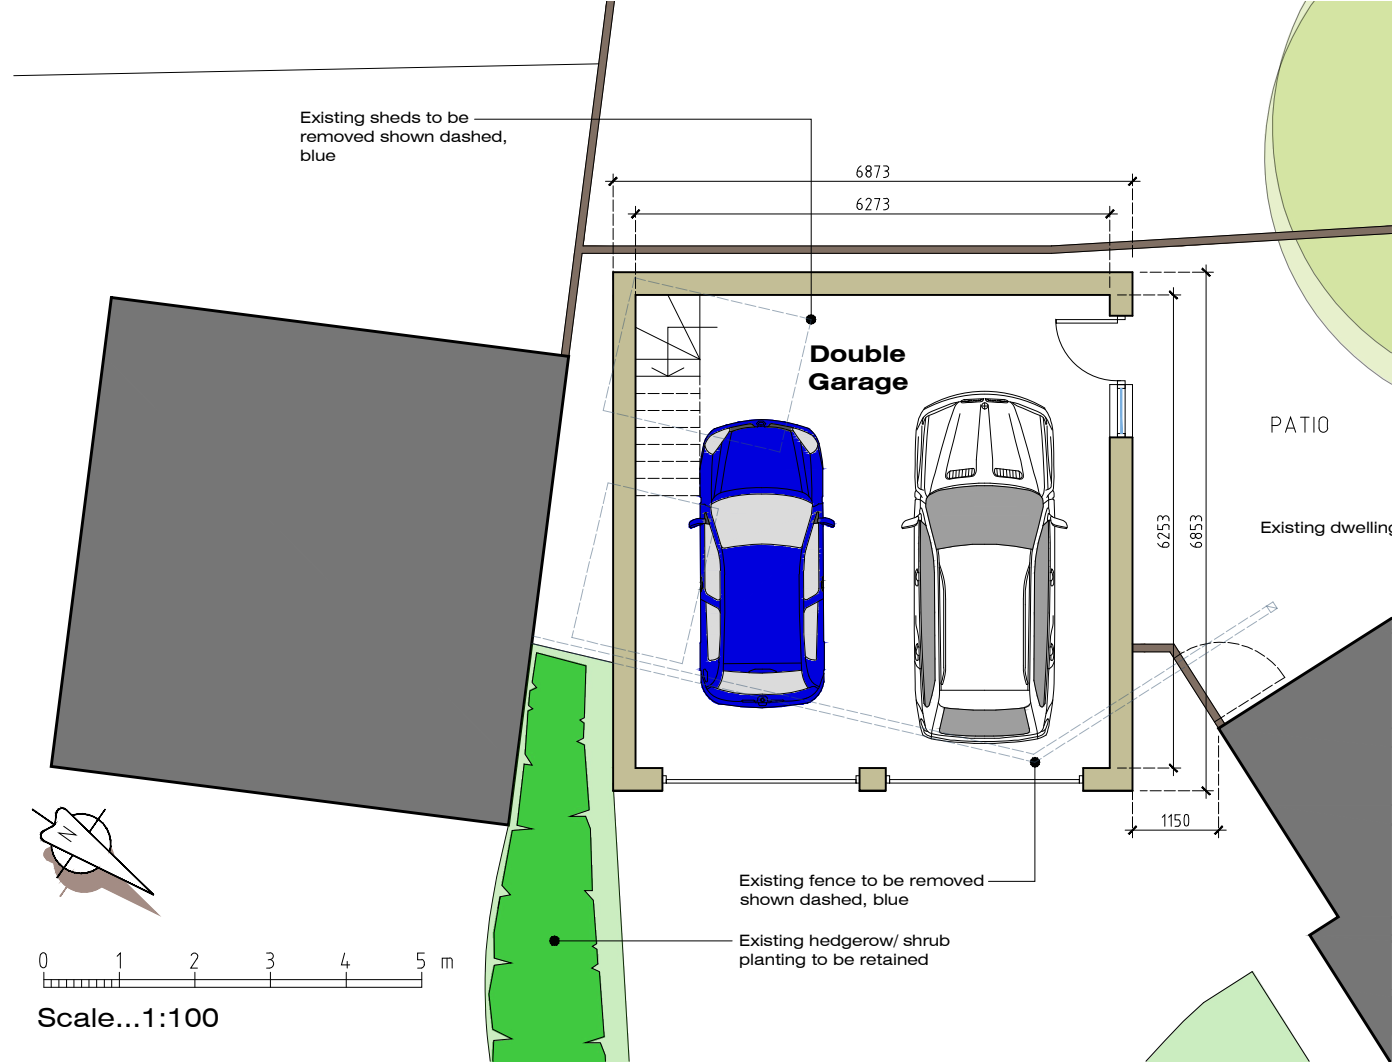 Existing sheds to be
removed shown dashed,
blue
6873
6273
Double
Garage
PATIO
Existing dwelling
6253
6853
1150
N
Existing fence to be removed
shown dashed, blue
Existing hedgerow/ shrub
planting to be retained
0 1 2 3 4 5 m
Scale...1:100